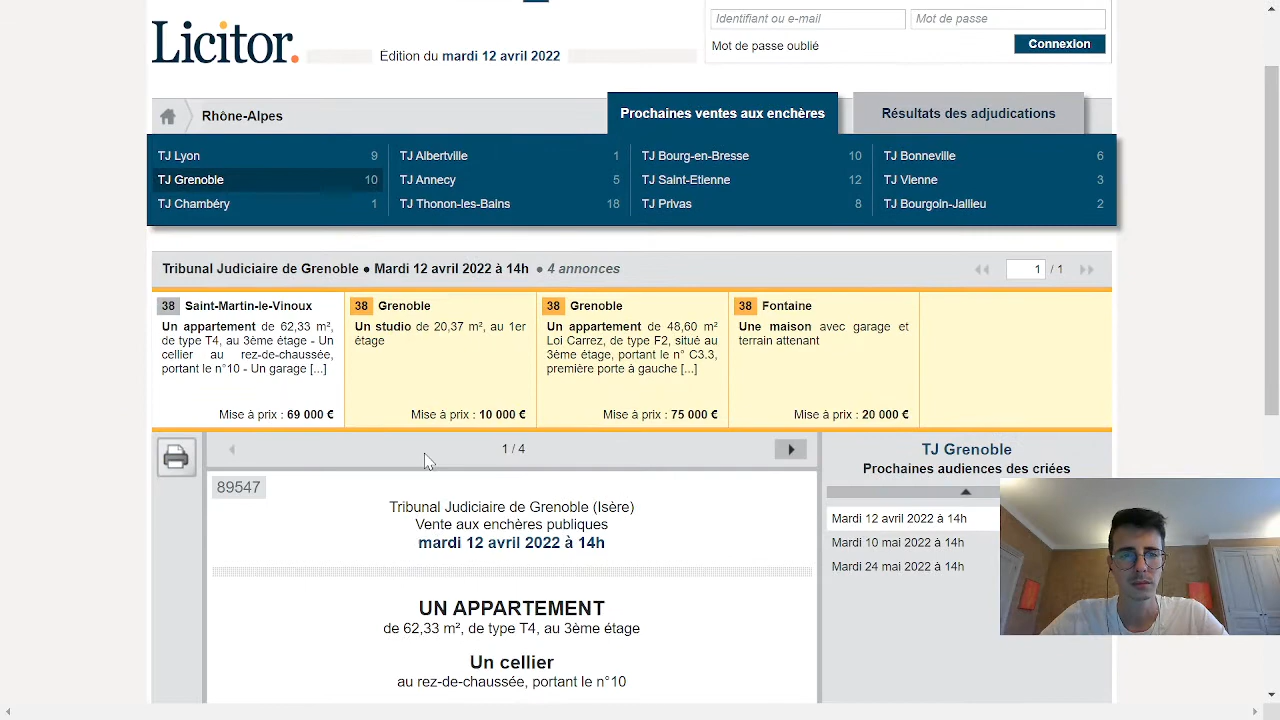 Licitor.
Édition du mardi 12 avril 2022
Identifiant ou e-mail
Mot de passe
Mot de passe oublié
Connexion
Rhône-Alpes
Prochaines ventes aux enchères
Résultats des adjudications
TJ Lyon 9
TJ Albertville 1
TJ Bourg-en-Bresse 10
TJ Bonneville 6
TJ Grenoble 10
TJ Annecy 5
TJ Saint-Etienne 12
TJ Vienne 3
TJ Chambéry 1
TJ Thonon-les-Bains 18
TJ Privas 8
TJ Bourgoin-Jallieu 2
Tribunal Judiciaire de Grenoble ● Mardi 12 avril 2022 à 14h ● 4 annonces
1 / 1
38 Saint-Martin-le-Vinoux
Un appartement de 62,33 m²,
de type T4, au 3ème étage - Un
cellier au rez-de-chaussée,
portant le n°10 - Un garage [...]
Mise à prix : 69 000 €
38 Grenoble
Un studio de 20,37 m², au 1er
étage
Mise à prix : 10 000 €
38 Grenoble
Un appartement de 48,60 m²
Loi Carrez, de type F2, situé au
3ème étage, portant le n° C3.3,
première porte à gauche [...]
Mise à prix : 75 000 €
38 Fontaine
Une maison avec garage et
terrain attenant
Mise à prix : 20 000 €
1 / 4
89547
Tribunal Judiciaire de Grenoble (Isère)
Vente aux enchères publiques
mardi 12 avril 2022 à 14h
UN APPARTEMENT
de 62,33 m², de type T4, au 3ème étage
Un cellier
au rez-de-chaussée, portant le n°10
TJ Grenoble
Prochaines audiences des criées
Mardi 12 avril 2022 à 14h
Mardi 10 mai 2022 à 14h
Mardi 24 mai 2022 à 14h